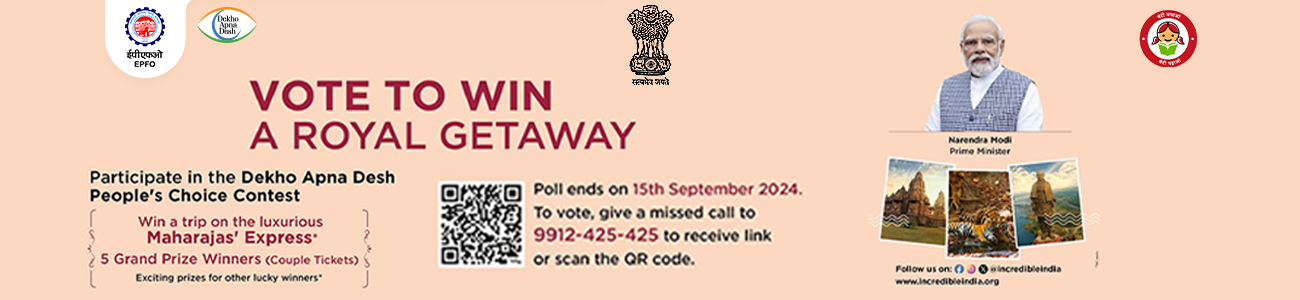 ईपीएफओ
EPFO
Dekho
Apna
Desh
सत्यमेव जयते
बेटी बचाओ
बेटी पढ़ाओ
VOTE TO WIN
A ROYAL GETAWAY
Participate in the Dekho Apna Desh
People's Choice Contest
Win a trip on the luxurious
Maharajas' Express*
5 Grand Prize Winners (Couple Tickets)
Exciting prizes for other lucky winners*
Poll ends on 15th September 2024.
To vote, give a missed call to
9912-425-425 to receive link
or scan the QR code.
Narendra Modi
Prime Minister
Follow us on: @incredibleindia
www.incredibleindia.org